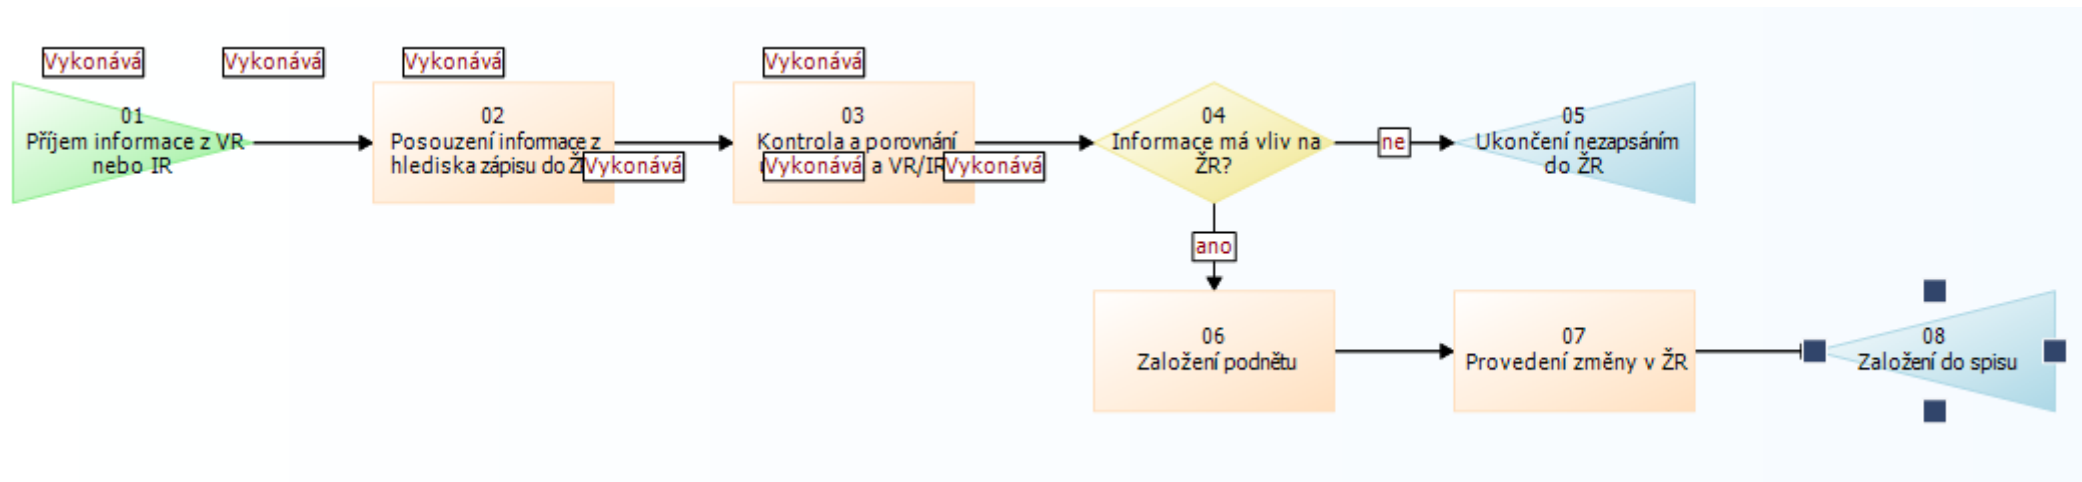 Vykonává
Vykonává
Vykonává
Vykonává
01
Příjem informace z VR
nebo IR
02
Posouzení informace z
hlediska zápisu do Ž
Vykonává
03
Kontrola a porovnání
Vykonává
a VR/IR
Vykonává
04
Informace má vliv na
ŽR?
ne
05
Ukončení nezapsáním
do ŽR
ano
06
Založení podnětu
07
Provedení změny v ŽR
08
Založení do spisu